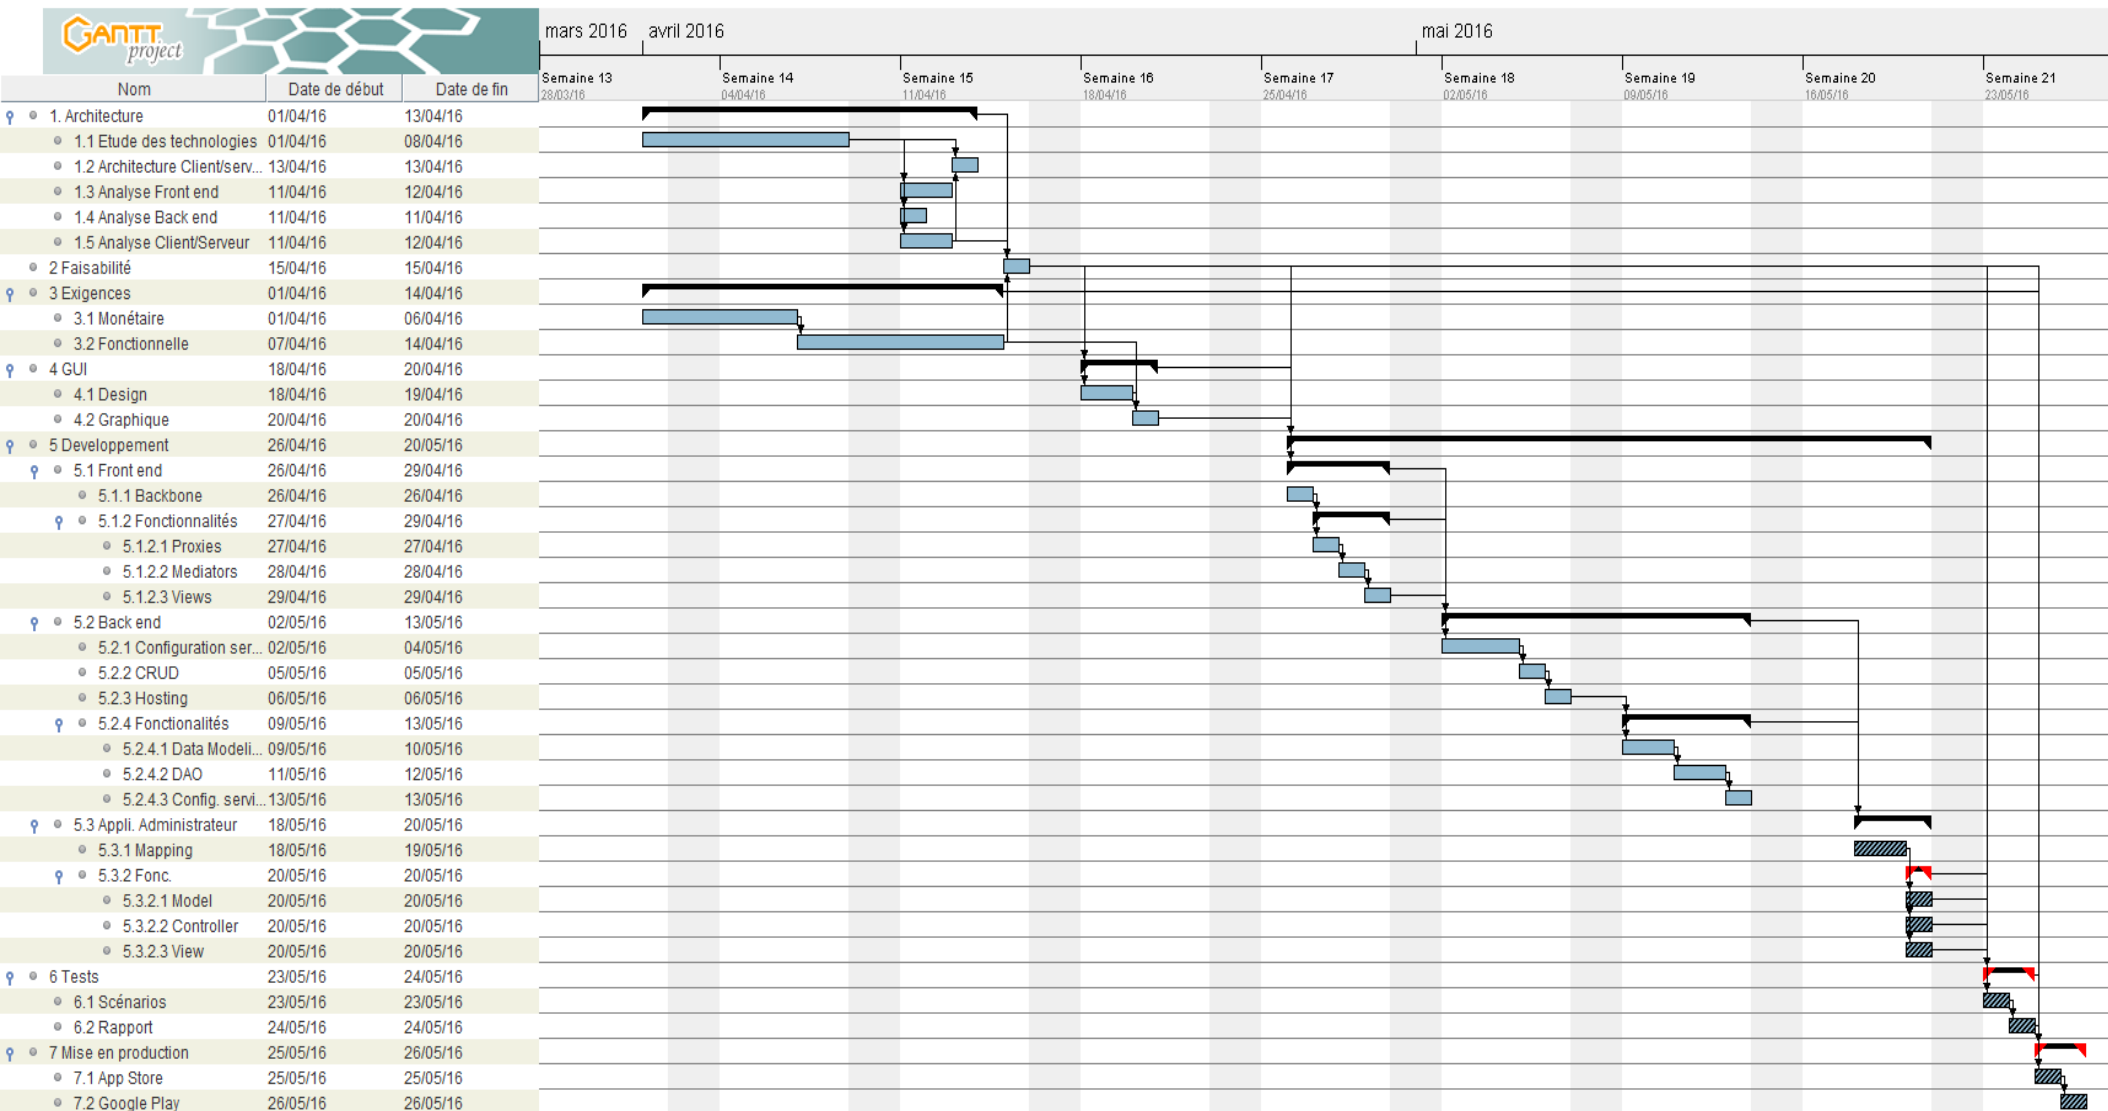 GANTT
project
mars 2016 avril 2016 mai 2016
Semaine 13 Semaine 14 Semaine 15 Semaine 16 Semaine 17 Semaine 18 Semaine 19 Semaine 20 Semaine 21
28/03/16 04/04/16 11/04/16 18/04/16 25/04/16 02/05/16 09/05/16 16/05/16 23/05/16
Nom Date de début Date de fin
1. Architecture 01/04/16 13/04/16
1.1 Etude des technologies 01/04/16 08/04/16
1.2 Architecture Client/serv... 13/04/16 13/04/16
1.3 Analyse Front end 11/04/16 12/04/16
1.4 Analyse Back end 11/04/16 11/04/16
1.5 Analyse Client/Serveur 11/04/16 12/04/16
2 Faisabilité 15/04/16 15/04/16
3 Exigences 01/04/16 14/04/16
3.1 Monétaire 01/04/16 06/04/16
3.2 Fonctionnelle 07/04/16 14/04/16
4 GUI 18/04/16 20/04/16
4.1 Design 18/04/16 19/04/16
4.2 Graphique 20/04/16 20/04/16
5 Developpement 26/04/16 20/05/16
5.1 Front end 26/04/16 29/04/16
5.1.1 Backbone 26/04/16 26/04/16
5.1.2 Fonctionnalités 27/04/16 29/04/16
5.1.2.1 Proxies 27/04/16 27/04/16
5.1.2.2 Mediators 28/04/16 28/04/16
5.1.2.3 Views 29/04/16 29/04/16
5.2 Back end 02/05/16 13/05/16
5.2.1 Configuration ser... 02/05/16 04/05/16
5.2.2 CRUD 05/05/16 05/05/16
5.2.3 Hosting 06/05/16 06/05/16
5.2.4 Fonctionalités 09/05/16 13/05/16
5.2.4.1 Data Modeli... 09/05/16 10/05/16
5.2.4.2 DAO 11/05/16 12/05/16
5.2.4.3 Config. servi... 13/05/16 13/05/16
5.3 Appli. Administrateur 18/05/16 20/05/16
5.3.1 Mapping 18/05/16 19/05/16
5.3.2 Fonc. 20/05/16 20/05/16
5.3.2.1 Model 20/05/16 20/05/16
5.3.2.2 Controller 20/05/16 20/05/16
5.3.2.3 View 20/05/16 20/05/16
6 Tests 23/05/16 24/05/16
6.1 Scénarios 23/05/16 23/05/16
6.2 Rapport 24/05/16 24/05/16
7 Mise en production 25/05/16 26/05/16
7.1 App Store 25/05/16 25/05/16
7.2 Google Play 26/05/16 26/05/16